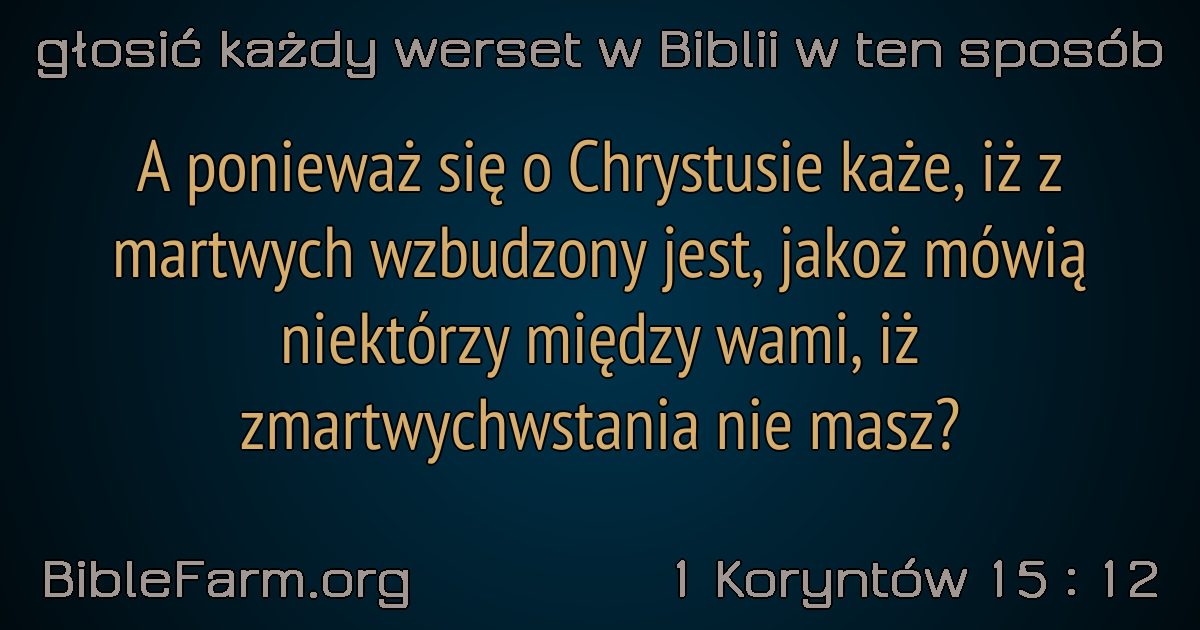 głosić każdy werset w Biblii w ten sposób
A ponieważ się o Chrystusie każe, iż z
martwych wzbudzony jest, jakoż mówią
niektórzy między wami, iż
zmartwychwstania nie masz?
BibleFarm.org
1 Koryntów 15 : 12